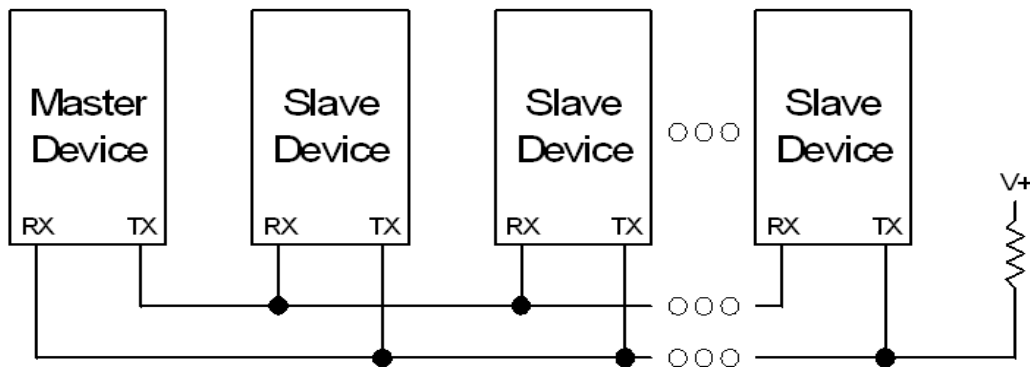 Master Device
Slave Device
Slave Device
Slave Device
V+
RX TX
RX TX
RX TX
RX TX